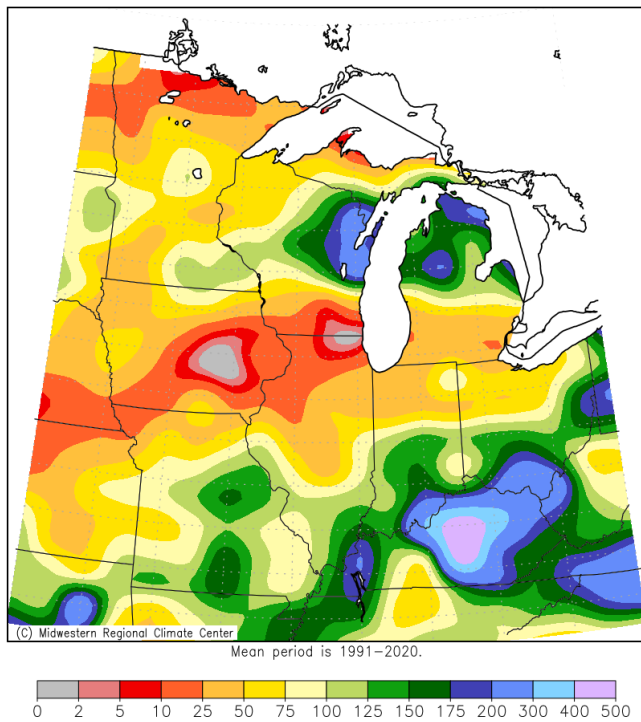 (C) Midwestern Regional Climate Center
Mean period is 1991-2020.
0 2 5 10 25 50 75 100 125 150 175 200 300 400 500